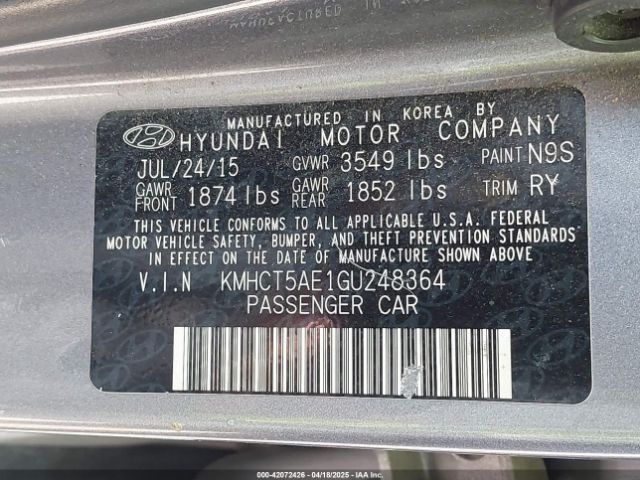 MANUFACTURED IN KOREA BY
HYUNDAI MOTOR COMPANY
JUL/24/15 GVWR 3549 lbs PAINT N9S
GAWR FRONT 1874 lbs GAWR REAR 1852 lbs TRIM RY
THIS VEHICLE CONFORMS TO ALL APPLICABLE U.S.A. FEDERAL
MOTOR VEHICLE SAFETY, BUMPER, AND THEFT PREVENTION STANDARDS
IN EFFECT ON THE DATE OF MANUFACTURE SHOWN ABOVE.
V.I.N KMHCT5AE1GU248364
PASSENGER CAR
000-42072426 - 04/18/2025 - IAAI.COM